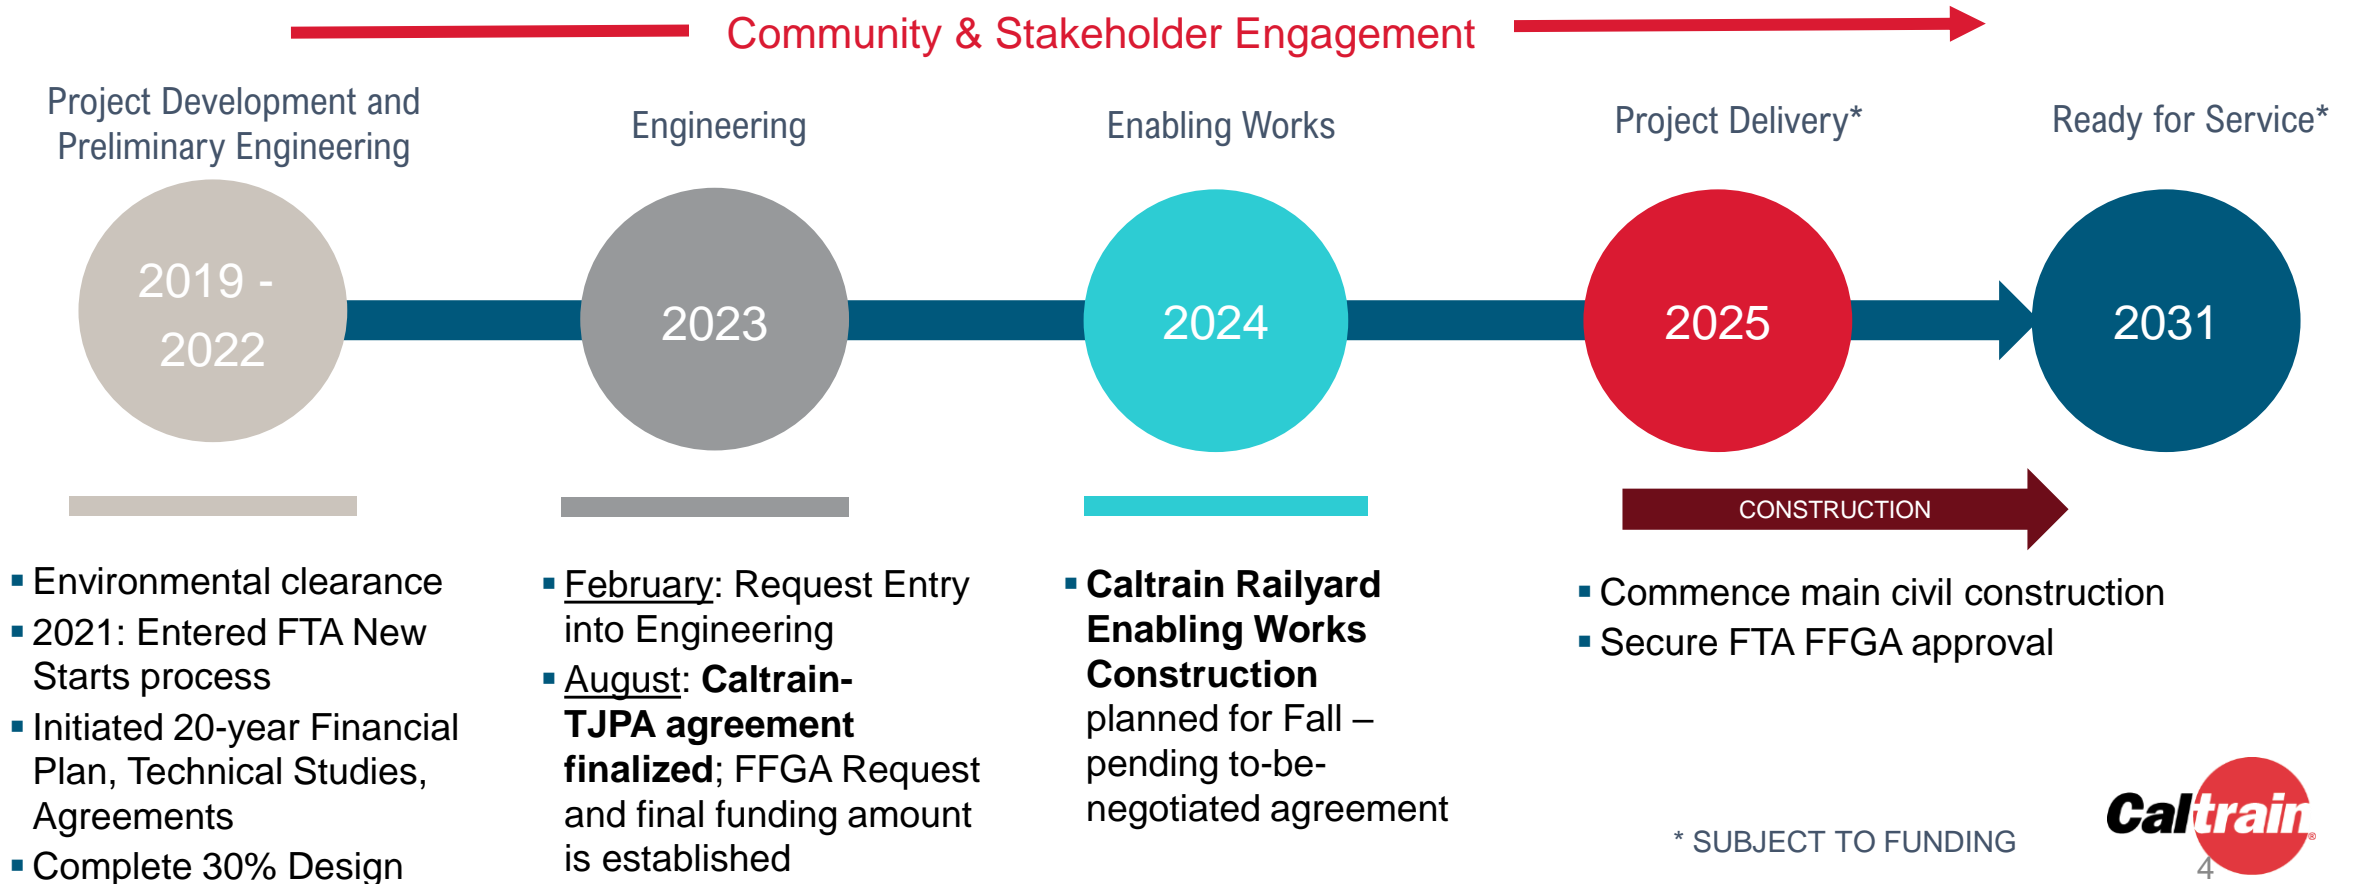 Community & Stakeholder Engagement
Project Development and
Preliminary Engineering
Engineering
Enabling Works
Project Delivery*
Ready for Service*
2019 -
2022
2023
2024
2025
2031
CONSTRUCTION
▪ Environmental clearance
▪ 2021: Entered FTA New
Starts process
▪ Initiated 20-year Financial
Plan, Technical Studies,
Agreements
▪ Complete 30% Design
▪ February: Request Entry
into Engineering
▪ August: Caltrain-
TJPA agreement
finalized; FFGA Request
and final funding amount
is established
▪ Caltrain Railyard
Enabling Works
Construction
planned for Fall –
pending to-be-
negotiated agreement
▪ Commence main civil construction
▪ Secure FTA FFGA approval
* SUBJECT TO FUNDING
Caltrain®
4